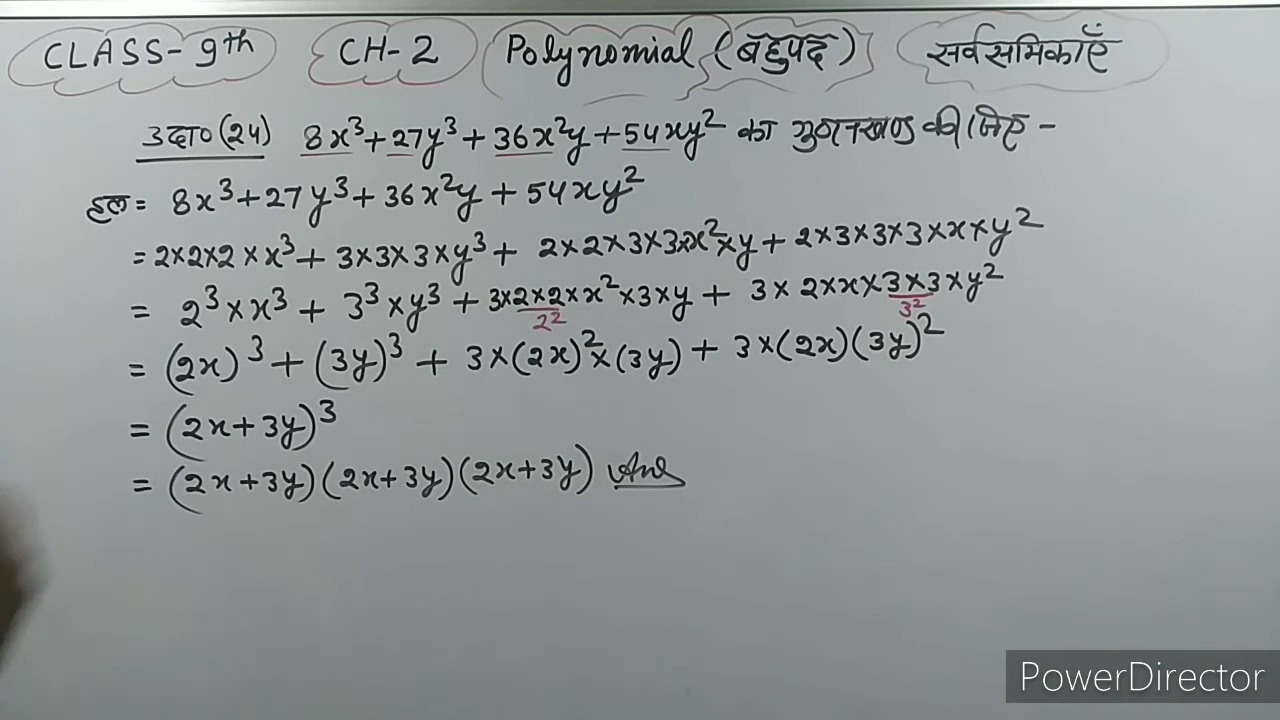 CLASS-9th CH-2 Polynomial (बहुपद) सर्वसमिकाएँ
उदा० (24) 8x³+27y³+36x²y+54xy² का गुणनखण्ड कीजिए -
हल = 8x³+27y³+36x²y+54xy²
= 2×2×2×x³+ 3×3×3×y³+ 2×2×3×3×x²×y+ 2×3×3×3×x×y²
= 2³×x³+ 3³×y³+3×2×2×x²×3×y+ 3×2×x×3×3×y²
2² 3²
= (2x)³+(3y)³+ 3×(2x)²×(3y)+ 3×(2x)(3y)²
= (2x+3y)³
= (2x+3y)(2x+3y)(2x+3y) Ans
PowerDirector